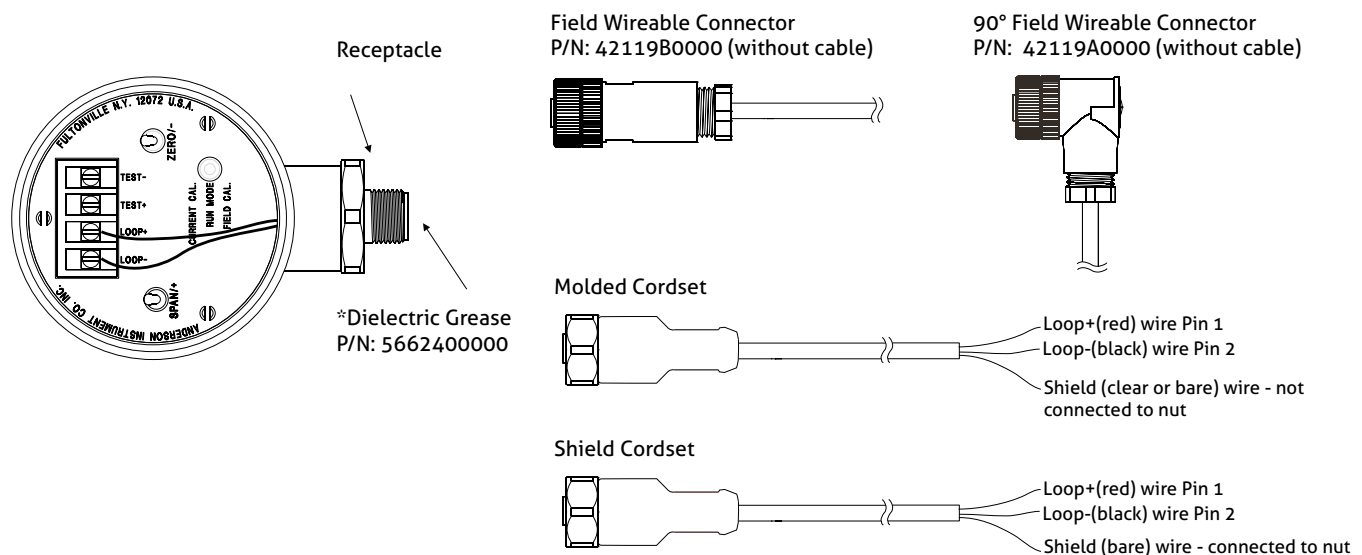 Receptacle
FULTONVILLE N.Y. 12072 U.S.A.
ZERO/-
TEST-
TEST+
LOOP+
LOOP-
CURRENT CAL.
RUN MODE
FIELD CAL.
SPAN/+
ANDERSON INSTRUMENT CO. INC.
*Dielectric Grease
P/N: 5662400000
Field Wireable Connector
P/N: 42119B0000 (without cable)
90° Field Wireable Connector
P/N: 42119A0000 (without cable)
Molded Cordset
Loop+(red) wire Pin 1
Loop-(black) wire Pin 2
Shield (clear or bare) wire - not
connected to nut
Shield Cordset
Loop+(red) wire Pin 1
Loop-(black) wire Pin 2
Shield (bare) wire - connected to nut